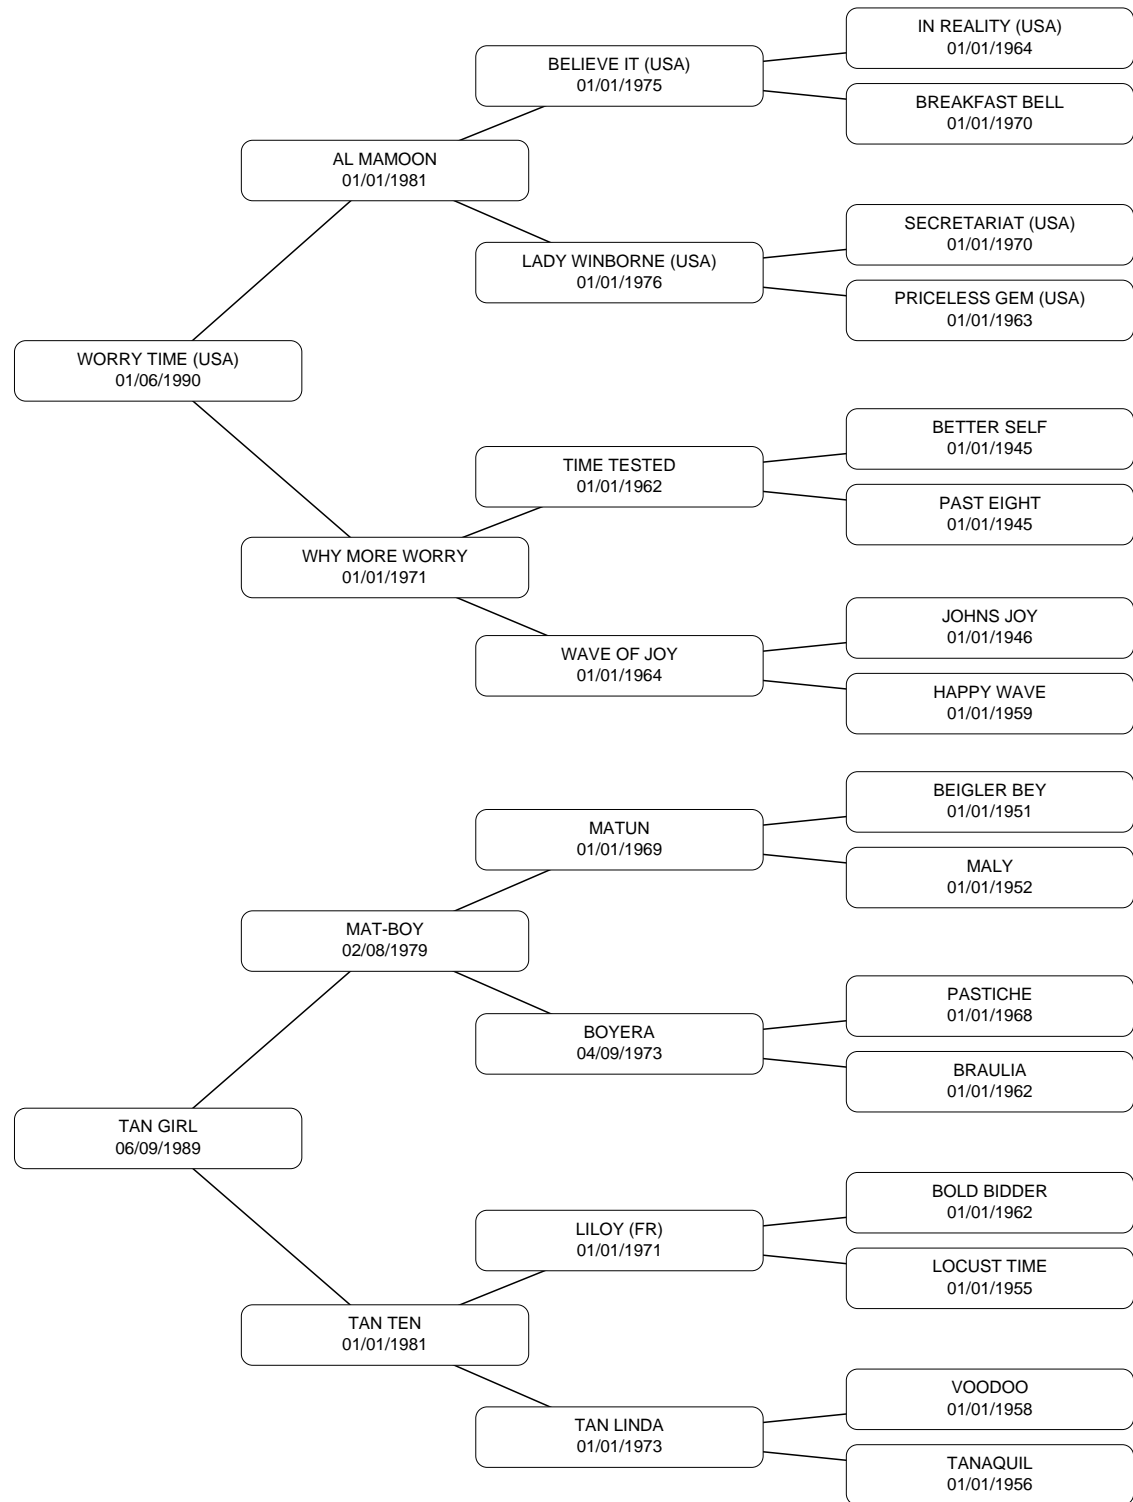 IN REALITY (USA)
01/01/1964
BELIEVE IT (USA)
01/01/1975
BREAKFAST BELL
01/01/1970
AL MAMOON
01/01/1981
SECRETARIAT (USA)
01/01/1970
LADY WINBORNE (USA)
01/01/1976
PRICELESS GEM (USA)
01/01/1963
WORRY TIME (USA)
01/06/1990
BETTER SELF
01/01/1945
TIME TESTED
01/01/1962
PAST EIGHT
01/01/1945
WHY MORE WORRY
01/01/1971
JOHNS JOY
01/01/1946
WAVE OF JOY
01/01/1964
HAPPY WAVE
01/01/1959
BEIGLER BEY
01/01/1951
MATUN
01/01/1969
MALY
01/01/1952
MAT-BOY
02/08/1979
PASTICHE
01/01/1968
BOYERA
04/09/1973
BRAULIA
01/01/1962
TAN GIRL
06/09/1989
BOLD BIDDER
01/01/1962
LILOY (FR)
01/01/1971
LOCUST TIME
01/01/1955
TAN TEN
01/01/1981
VOODOO
01/01/1958
TAN LINDA
01/01/1973
TANAQUIL
01/01/1956